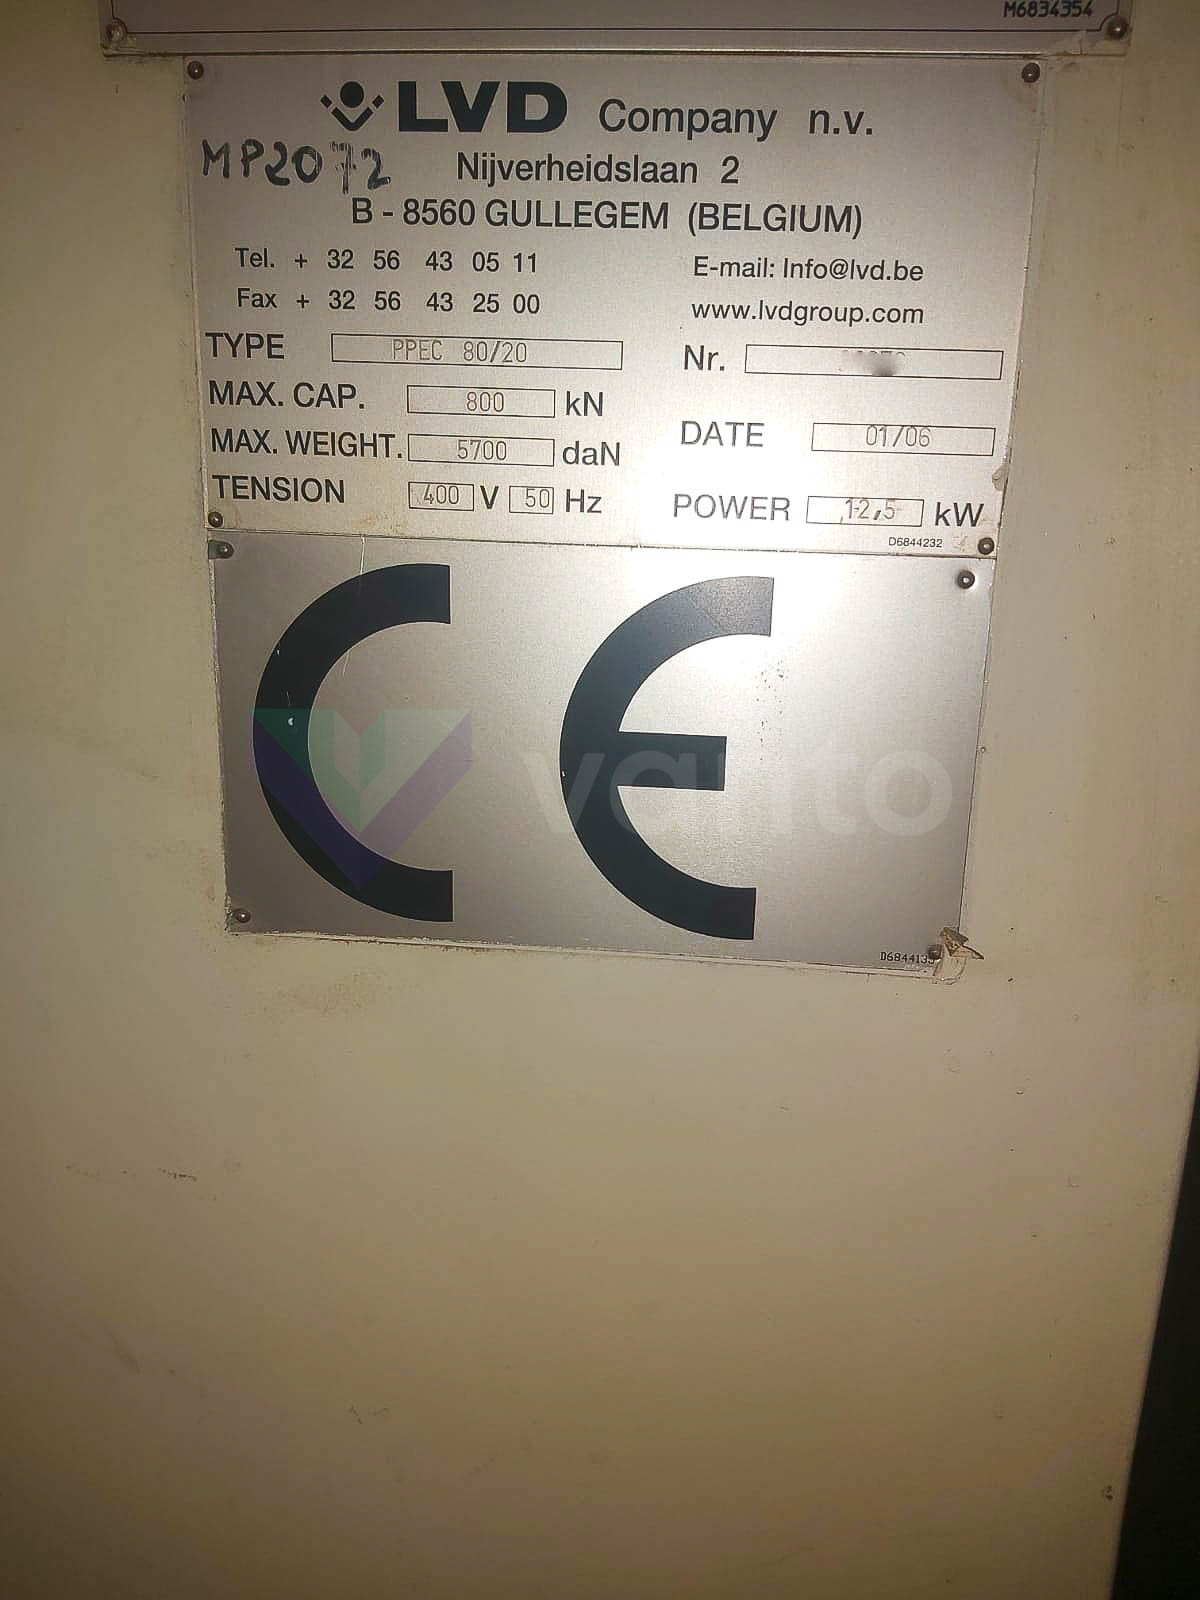 M6834354
LVD Company n.v.
MP2072
Nijverheidslaan 2
B - 8560 GULLEGEM (BELGIUM)
Tel. + 32 56 43 05 11
E-mail: Info@lvd.be
Fax + 32 56 43 25 00
www.lvdgroup.com
TYPE PPEC 80/20
Nr.
MAX. CAP. 800 kN
MAX. WEIGHT. 5700 daN
DATE 01/06
TENSION 400 V 50 Hz
POWER 12,5 kW
D6844232
CE
vanto